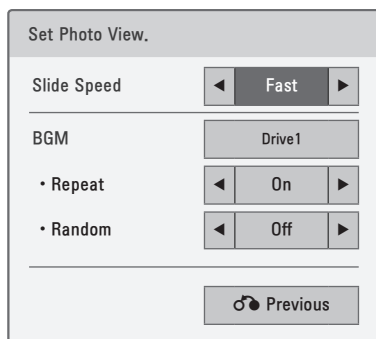 Set Photo View.
Slide Speed ◀ Fast ▶
BGM Drive1
• Repeat ◀ On ▶
• Random ◀ Off ▶
Previous